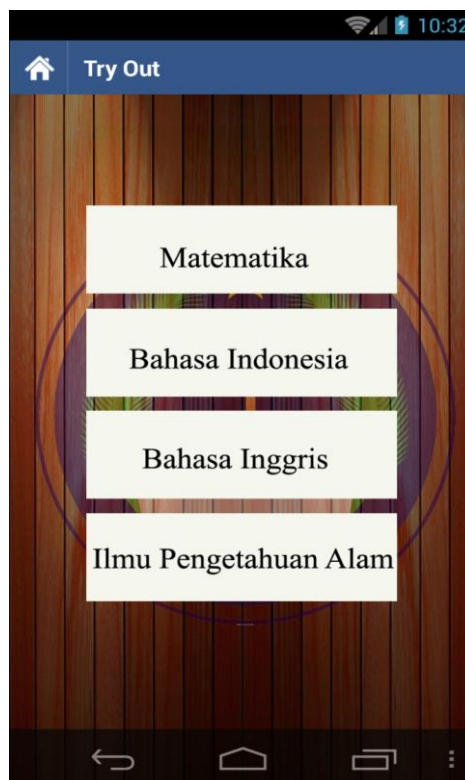 10:32
Try Out
Matematika
Bahasa Indonesia
Bahasa Inggris
Ilmu Pengetahuan Alam